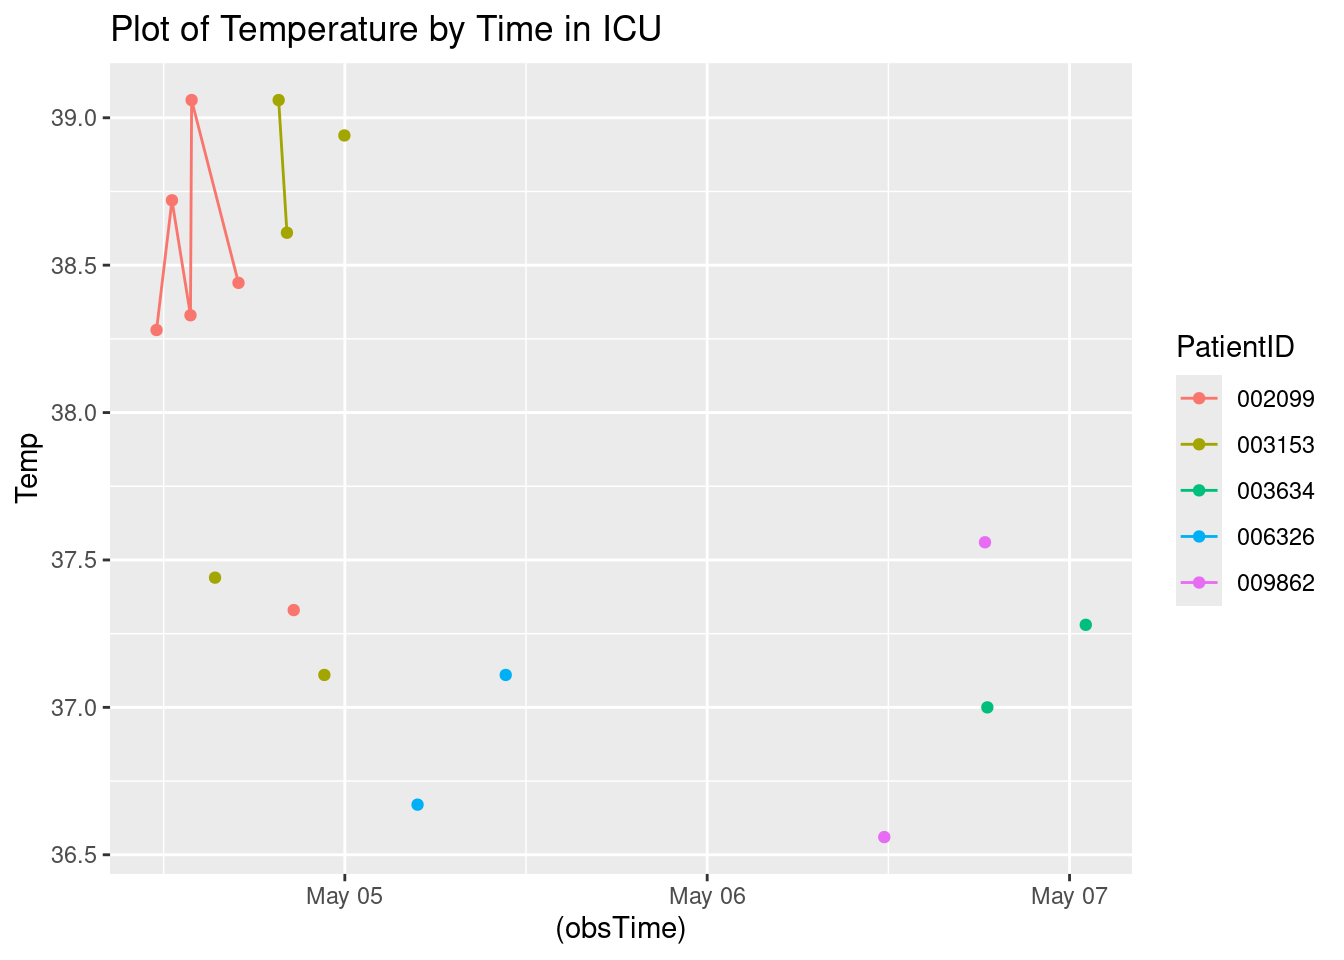 Plot of Temperature by Time in ICU
39.0
38.5
38.0
37.5
37.0
36.5
Temp
May 05
May 06
May 07
(obsTime)
PatientID
002099
003153
003634
006326
009862